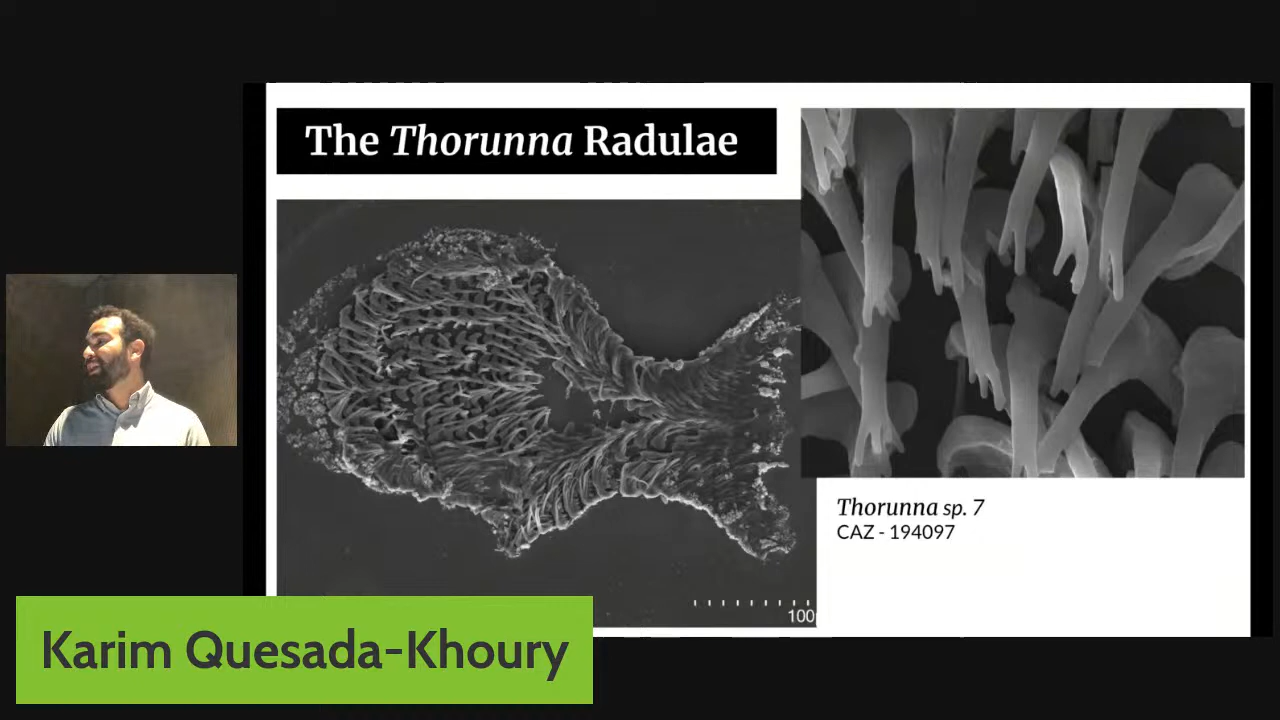 The Thorunna Radulae
Thorunna sp. 7
CAZ - 194097
100
Karim Quesada-Khoury